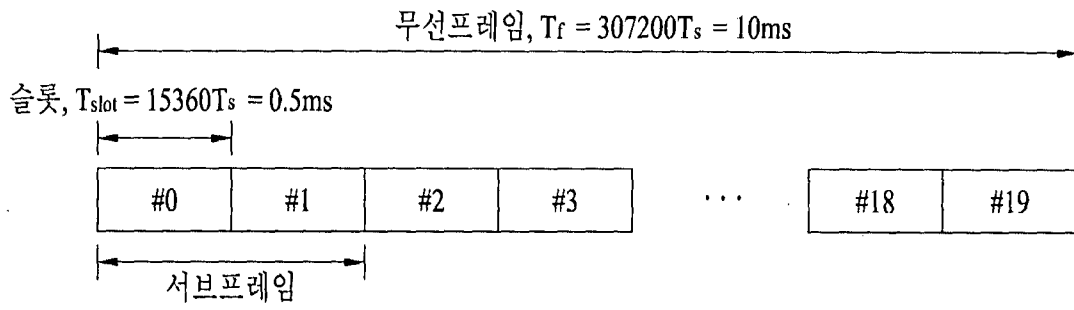 무선프레임, Tf = 307200Ts = 10ms
슬롯, Tslot = 15360Ts = 0.5ms
#0 #1 #2 #3 ··· #18 #19
서브프레임